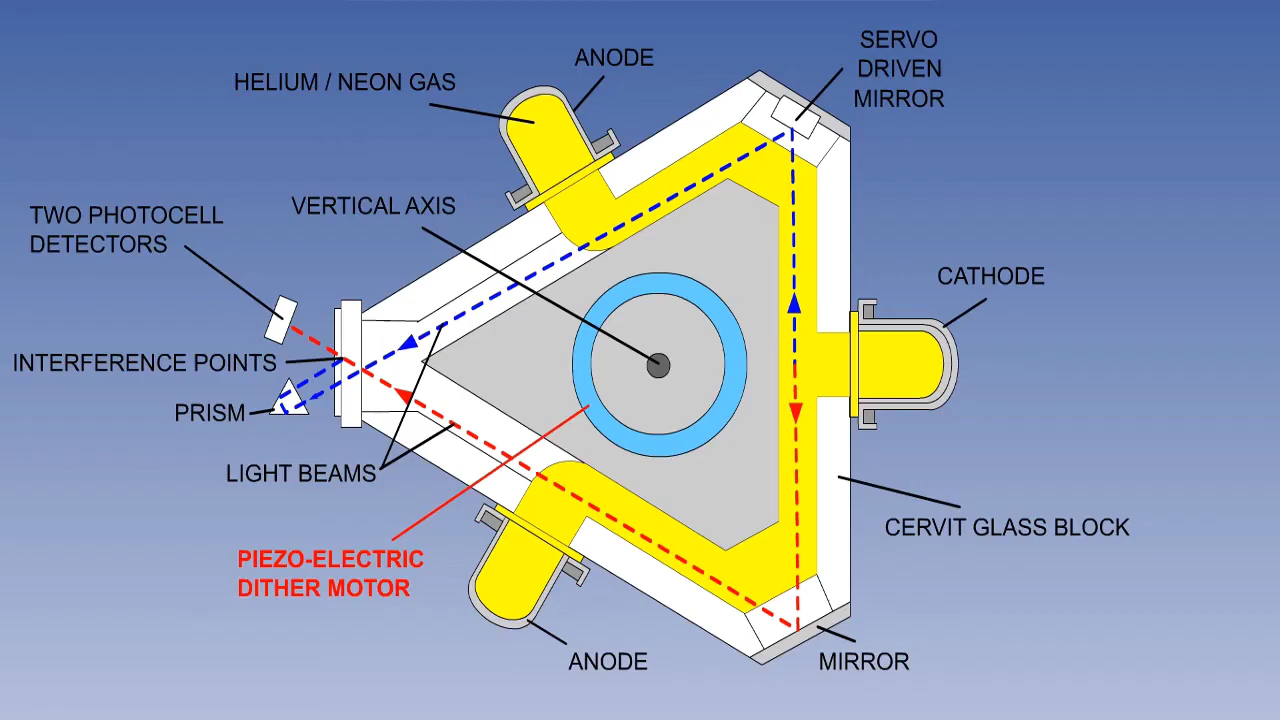 ANODE
SERVO
DRIVEN
MIRROR
HELIUM / NEON GAS
VERTICAL AXIS
TWO PHOTOCELL
DETECTORS
CATHODE
INTERFERENCE POINTS
PRISM
LIGHT BEAMS
CERVIT GLASS BLOCK
PIEZO-ELECTRIC
DITHER MOTOR
ANODE
MIRROR